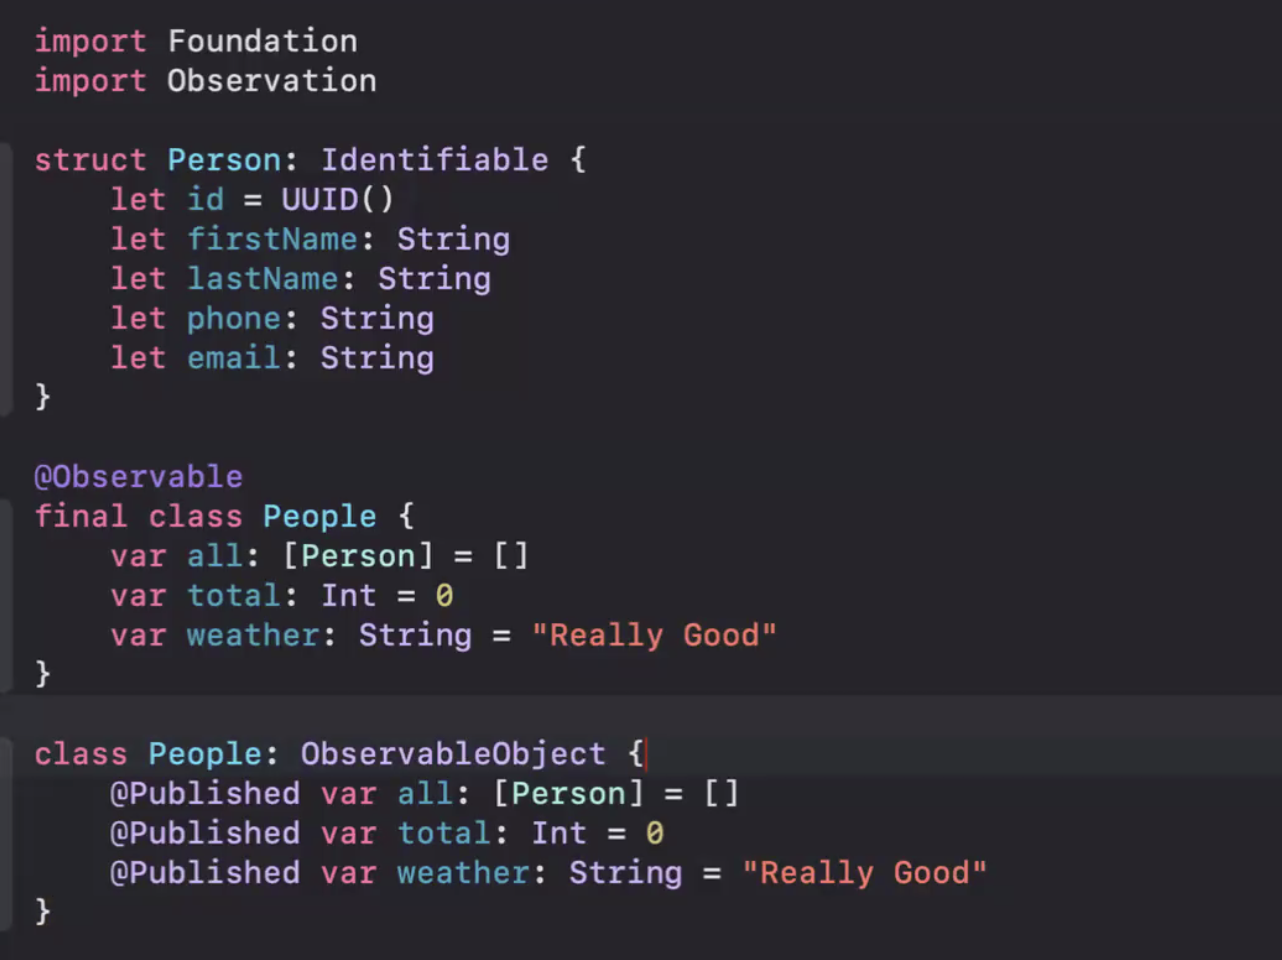 import Foundation
import Observation
struct Person: Identifiable {
    let id = UUID()
    let firstName: String
    let lastName: String
    let phone: String
    let email: String
}
@Observable
final class People {
    var all: [Person] = []
    var total: Int = 0
    var weather: String = "Really Good"
}
class People: ObservableObject {
    @Published var all: [Person] = []
    @Published var total: Int = 0
    @Published var weather: String = "Really Good"
}